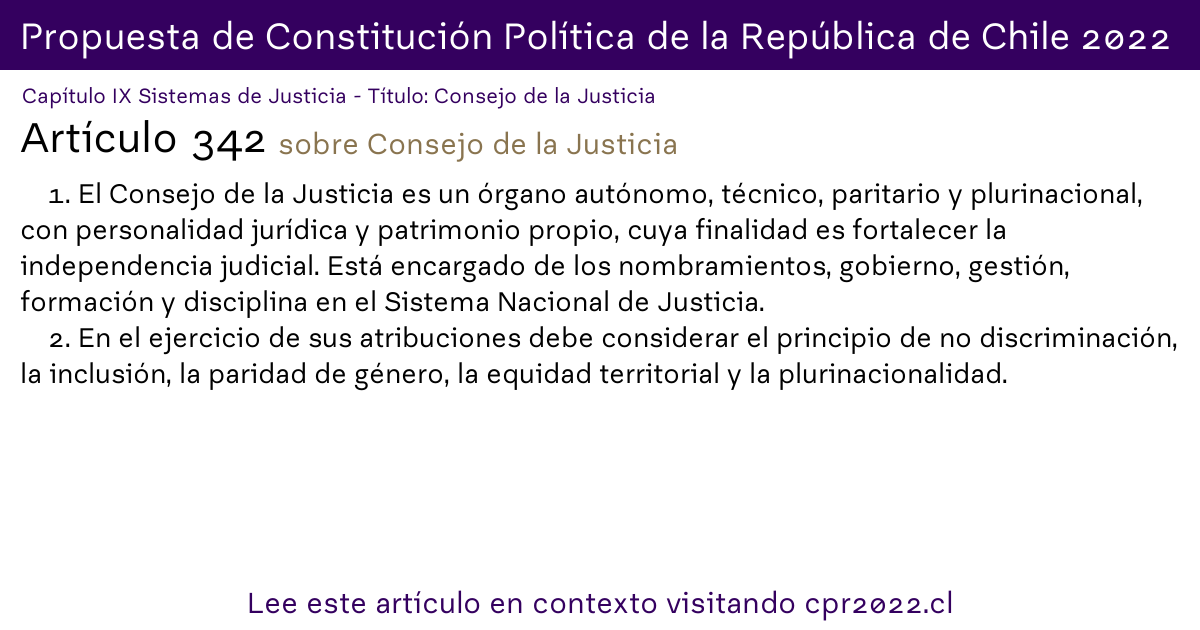 Propuesta de Constitución Política de la República de Chile 2022
Capítulo IX Sistemas de Justicia - Título: Consejo de la Justicia
Artículo 342 sobre Consejo de la Justicia
1. El Consejo de la Justicia es un órgano autónomo, técnico, paritario y plurinacional,
con personalidad jurídica y patrimonio propio, cuya finalidad es fortalecer la
independencia judicial. Está encargado de los nombramientos, gobierno, gestión,
formación y disciplina en el Sistema Nacional de Justicia.
2. En el ejercicio de sus atribuciones debe considerar el principio de no discriminación,
la inclusión, la paridad de género, la equidad territorial y la plurinacionalidad.
Lee este artículo en contexto visitando cpr2022.cl